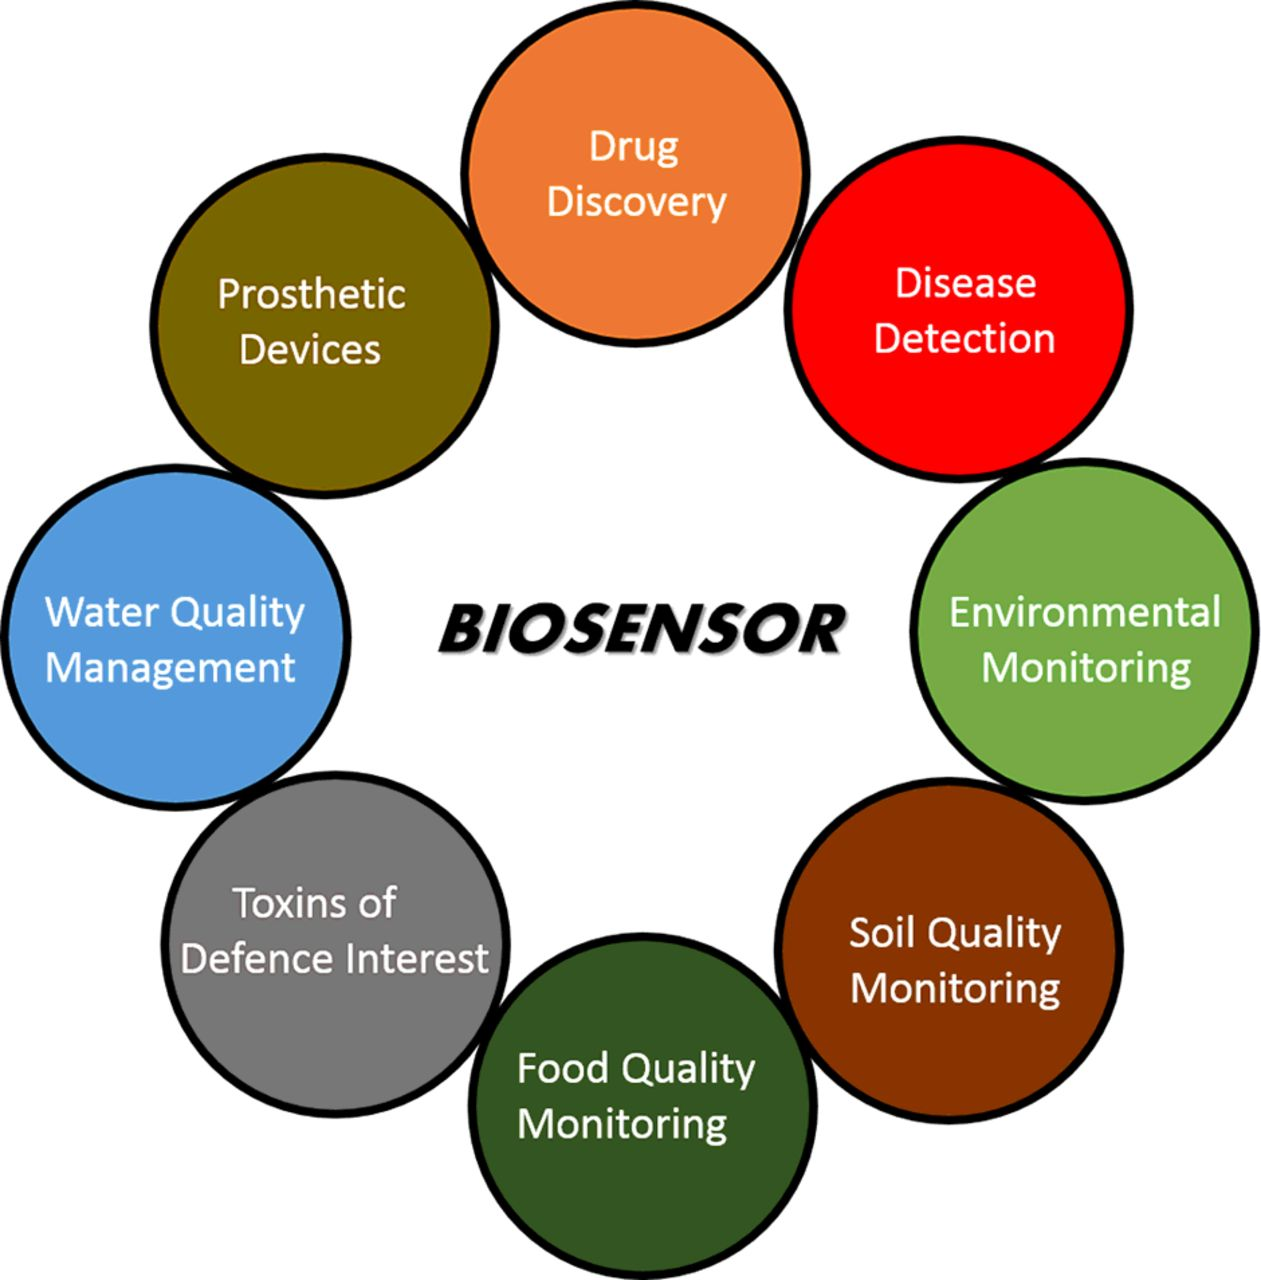 Drug
Discovery
Disease
Detection
Prosthetic
Devices
Water Quality
Management
BIOSENSOR
Environmental
Monitoring
Toxins of
Defence Interest
Soil Quality
Monitoring
Food Quality
Monitoring